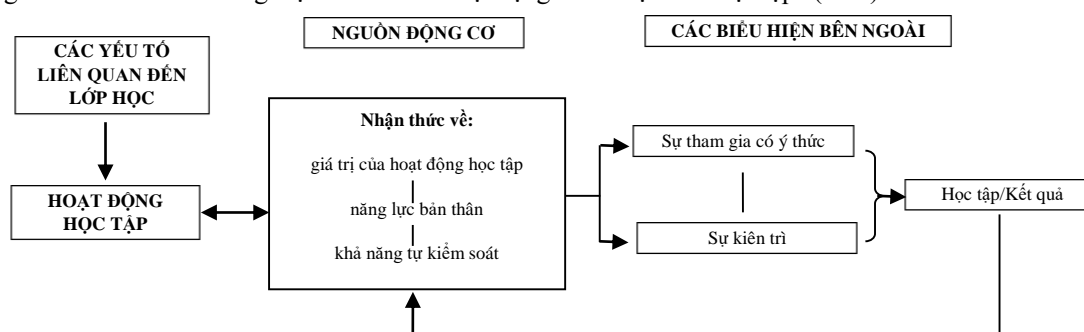 NGUỒN ĐỘNG CƠ
CÁC BIỂU HIỆN BÊN NGOÀI
CÁC YẾU TỐ
LIÊN QUAN ĐẾN
LỚP HỌC
HOẠT ĐỘNG
HỌC TẬP
Nhận thức về:
giá trị của hoạt động học tập
năng lực bản thân
khả năng tự kiểm soát
Sự tham gia có ý thức
Sự kiên trì
Học tập/Kết quả